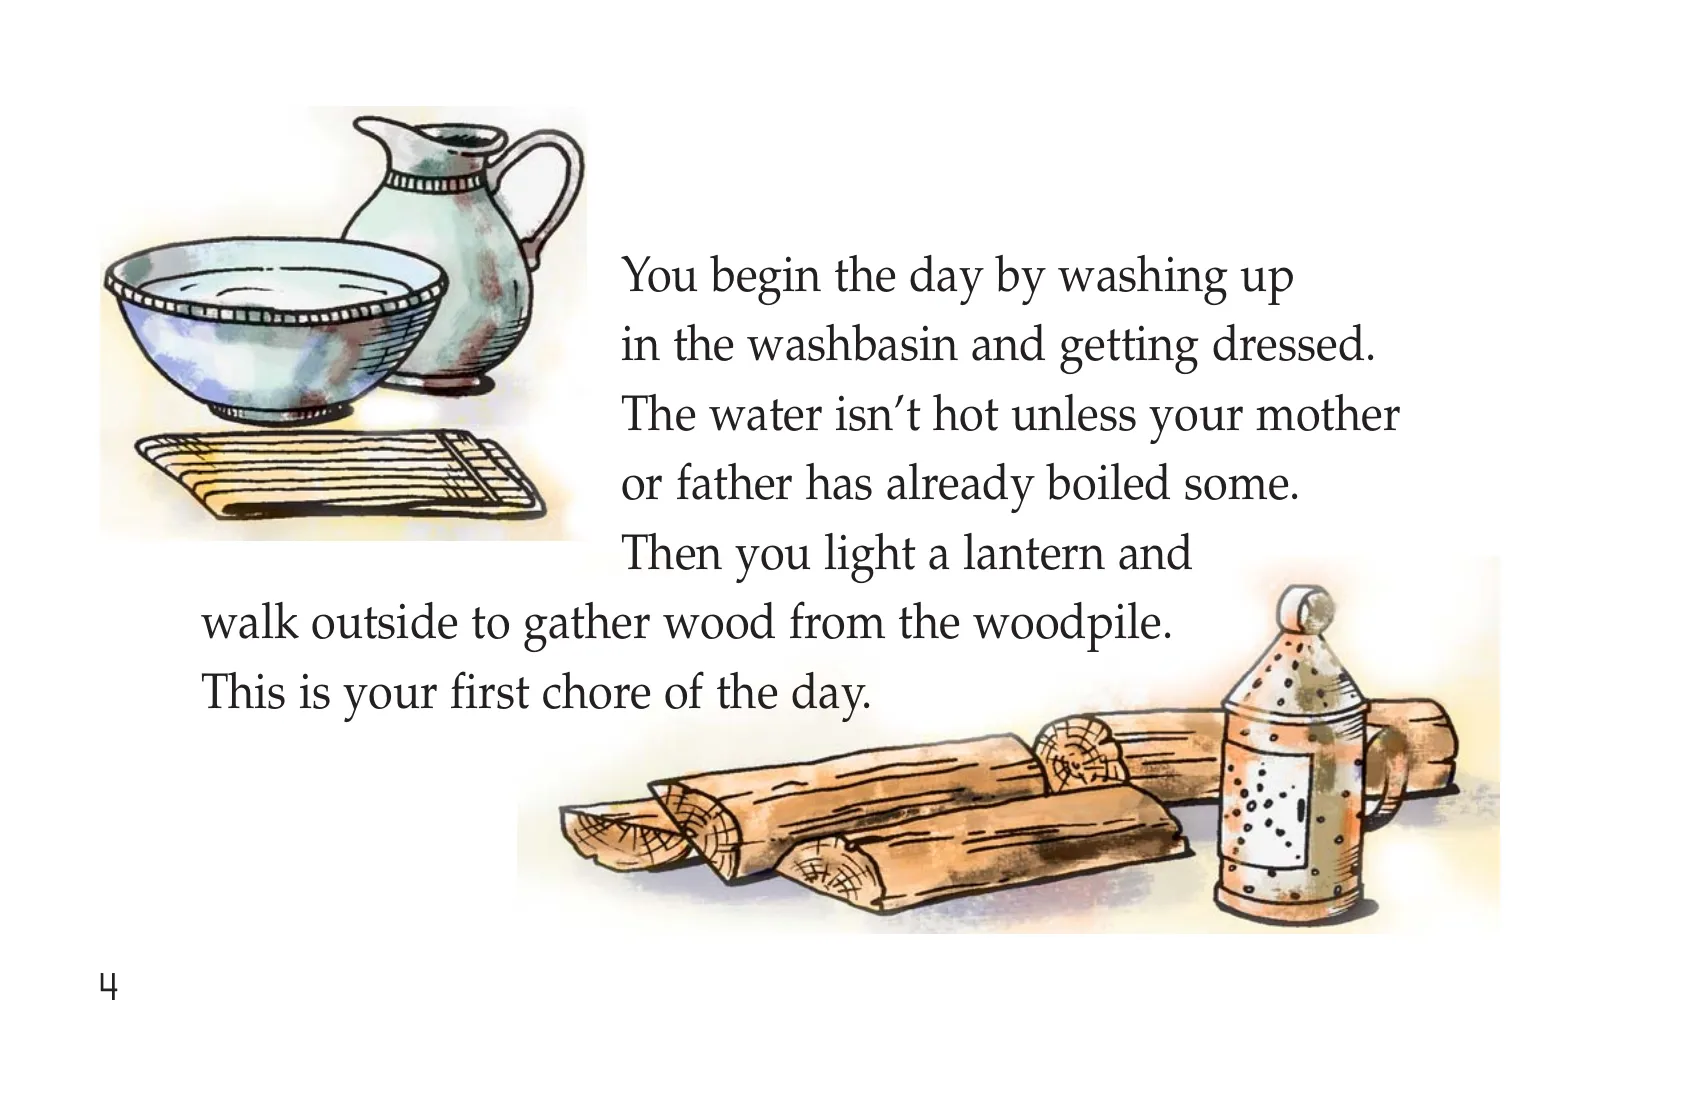 You begin the day by washing up
in the washbasin and getting dressed.
The water isn’t hot unless your mother
or father has already boiled some.
Then you light a lantern and
walk outside to gather wood from the woodpile.
This is your first chore of the day.
4